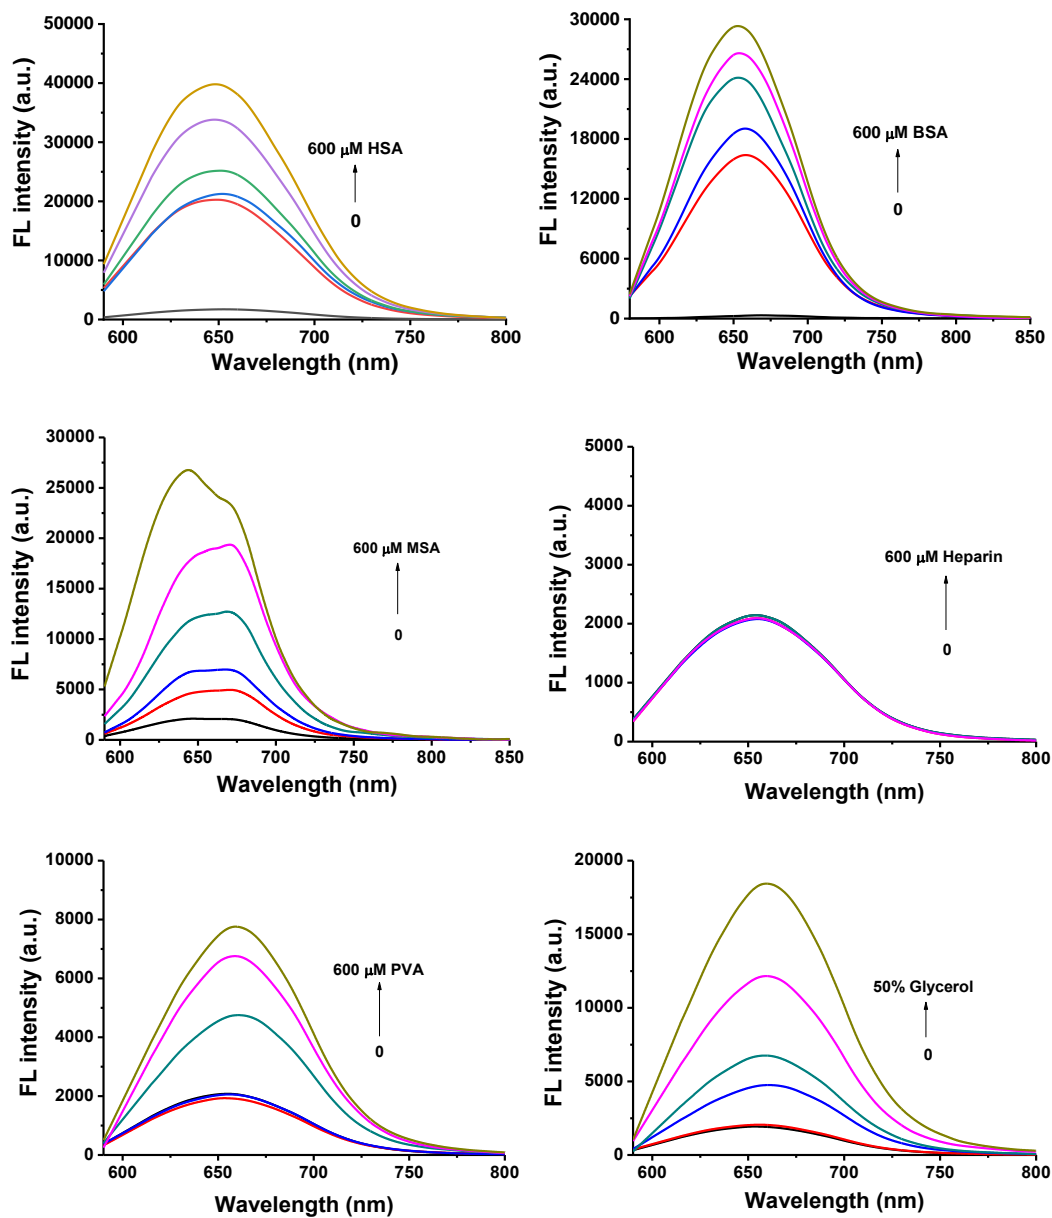 50000
40000
30000
20000
10000
0
600 650 700 750 800
FL intensity (a.u.)
Wavelength (nm)
600 μM HSA
0
30000
24000
18000
12000
6000
0
600 650 700 750 800 850
FL intensity (a.u.)
Wavelength (nm)
600 μM BSA
0
30000
25000
20000
15000
10000
5000
0
600 650 700 750 800 850
FL intensity (a.u.)
Wavelength (nm)
600 μM MSA
0
5000
4000
3000
2000
1000
0
600 650 700 750 800
FL intensity (a.u.)
Wavelength (nm)
600 μM Heparin
0
10000
8000
6000
4000
2000
0
600 650 700 750 800
FL intensity (a.u.)
Wavelength (nm)
600 μM PVA
0
20000
15000
10000
5000
0
600 650 700 750 800
FL intensity (a.u.)
Wavelength (nm)
50% Glycerol
0